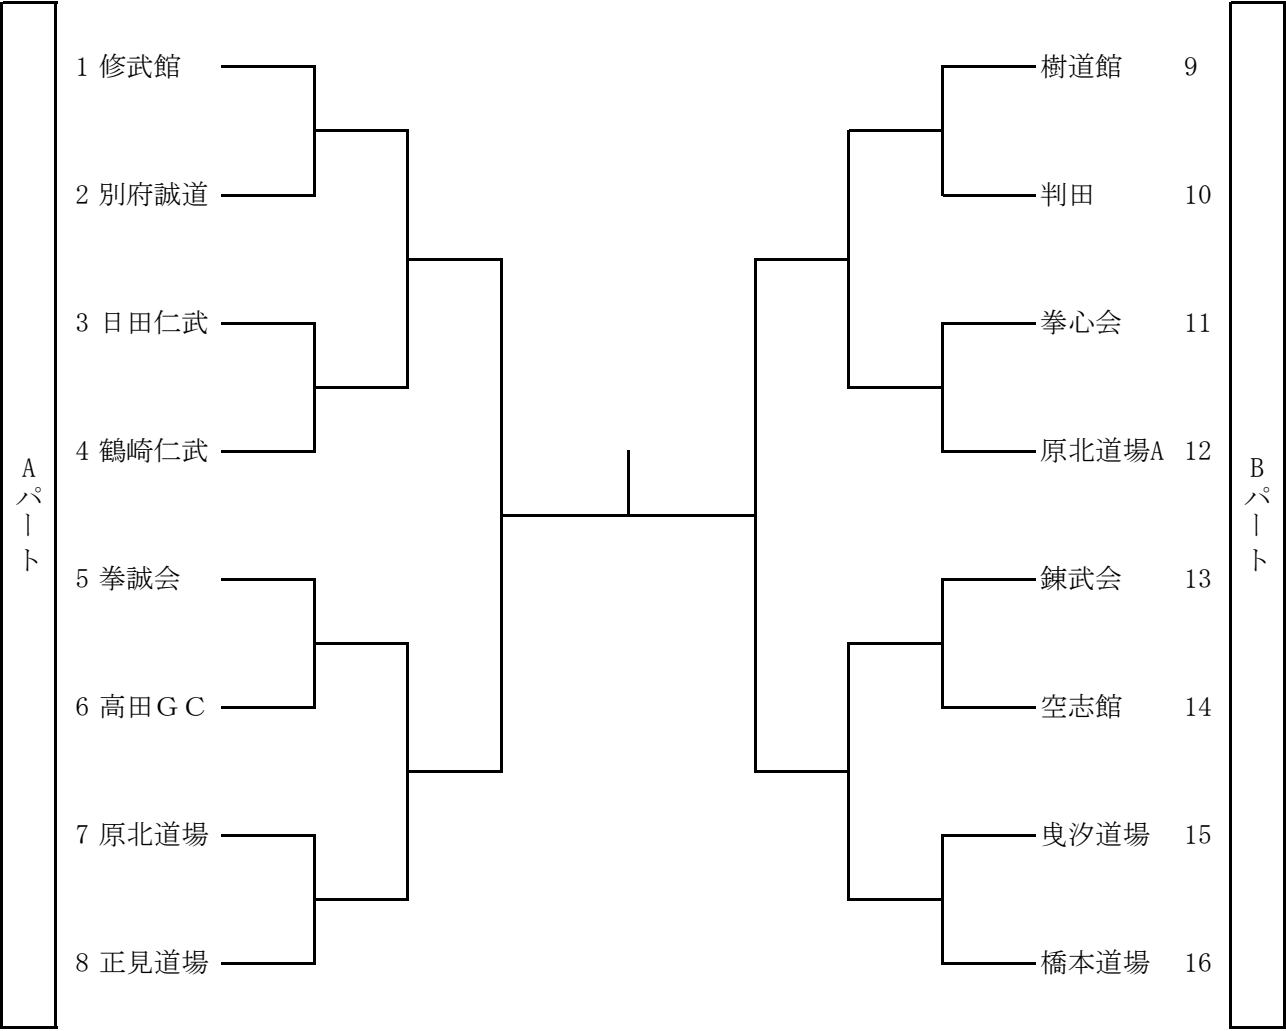 Aパート
1 修武館
2 別府誠道
3 日田仁武
4 鶴崎仁武
5 拳誠会
6 高田ＧＣ
7 原北道場
8 正見道場
樹道館 9
判田 10
拳心会 11
原北道場A 12
錬武会 13
空志館 14
曵汐道場 15
橋本道場 16
Bパート